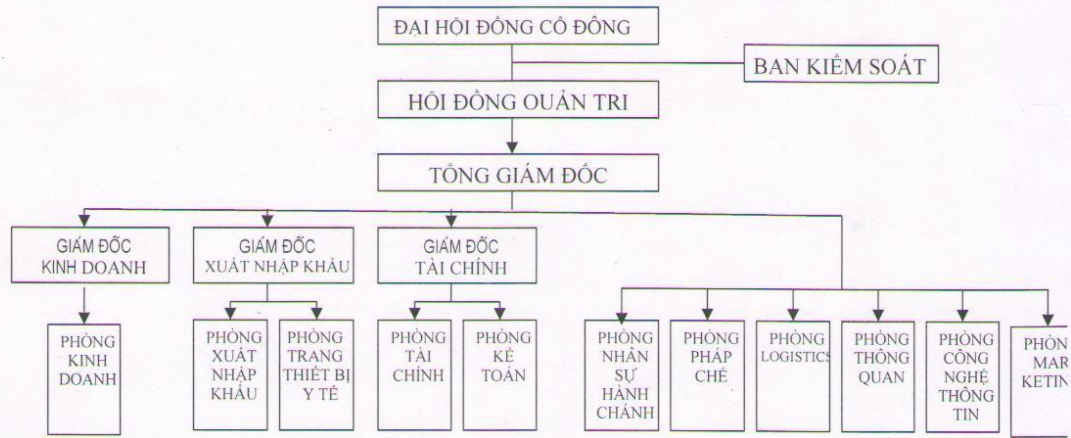 ĐẠI HỘI ĐỒNG CỔ ĐÔNG
BAN KIỂM SOÁT
HỘI ĐỒNG QUẢN TRỊ
TỔNG GIÁM ĐỐC
GIÁM ĐỐC
KINH DOANH
GIÁM ĐỐC
XUẤT NHẬP KHẨU
GIÁM ĐỐC
TÀI CHÍNH
PHÒNG
KINH
DOANH
PHÒNG
XUẤT
NHẬP
KHẨU
PHÒNG
TRANG
THIẾT BỊ
Y TẾ
PHÒNG
TÀI
CHÍNH
PHÒNG
KẾ
TOÁN
PHÒNG
NHÂN
SỰ
HÀNH
CHÁNH
PHÒNG
PHÁP
CHẾ
PHÒNG
LOGISTICS
PHÒNG
THÔNG
QUAN
PHÒNG
CÔNG
NGHỆ
THÔNG
TIN
PHÒN
MAR
KETIN